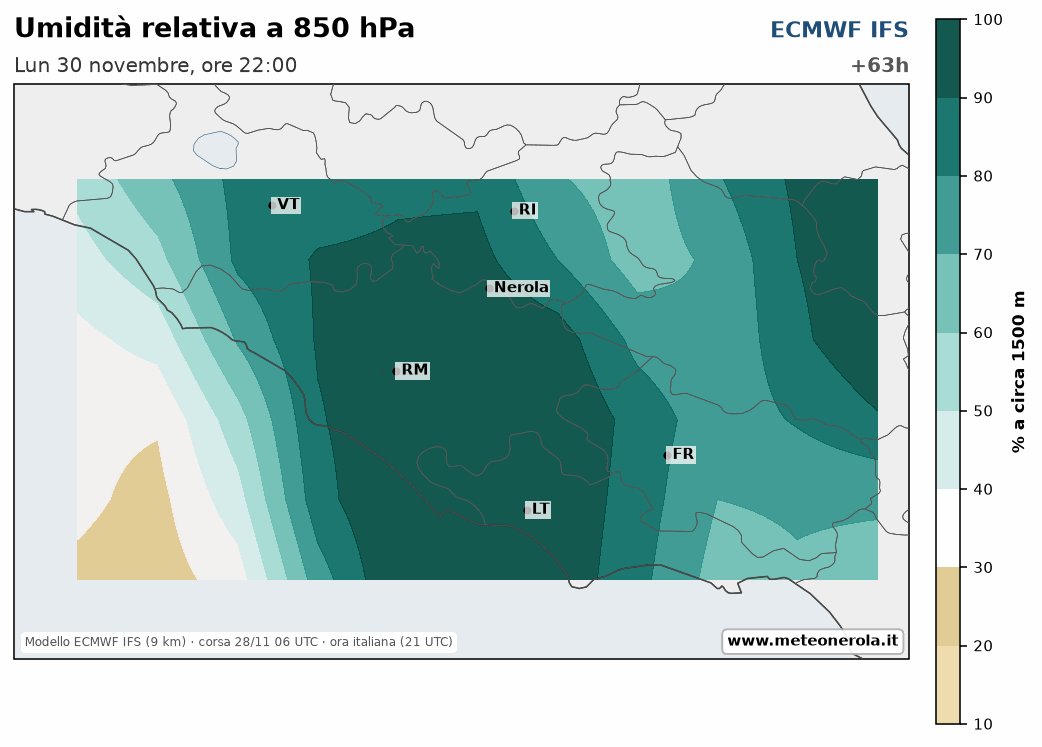 Umidità relativa a 850 hPa
ECMWF IFS
Lun 30 novembre, ore 22:00
+63h
100
90
80
70
60
50
40
30
20
10
% a circa 1500 m
VT
RI
Nerola
RM
FR
LT
Modello ECMWF IFS (9 km) · corsa 28/11 06 UTC · ora italiana (21 UTC)
www.meteonerola.it